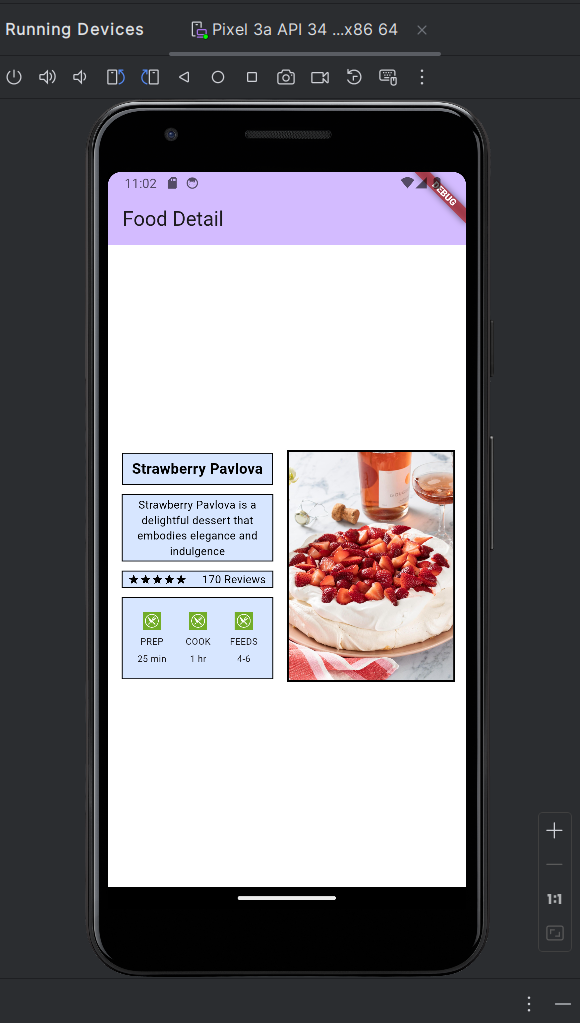 Running Devices
Pixel 3a API 34 ...x86 64
11:02
DEBUG
Food Detail
Strawberry Pavlova
Strawberry Pavlova is a
delightful dessert that
embodies elegance and
indulgence
170 Reviews
PREP COOK FEEDS
25 min 1 hr 4-6
1:1